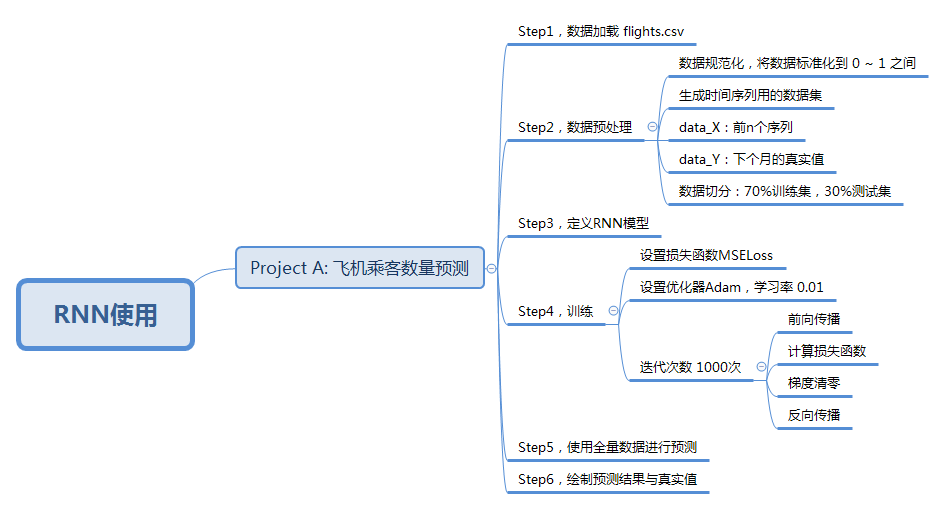 RNN使用
Project A: 飞机乘客数量预测
Step1，数据加载 flights.csv
Step2，数据预处理
数据规范化，将数据标准化到 0 ~ 1 之间
生成时间序列用的数据集
data_X：前n个序列
data_Y：下个月的真实值
数据切分：70%训练集，30%测试集
Step3，定义RNN模型
Step4，训练
设置损失函数MSELoss
设置优化器Adam，学习率 0.01
迭代次数 1000次
前向传播
计算损失函数
梯度清零
反向传播
Step5，使用全量数据进行预测
Step6，绘制预测结果与真实值